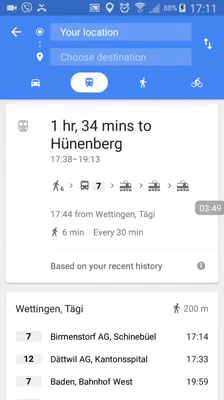 88% 17:11
Your location
Choose destination
1 hr, 34 mins to
Hünenberg
17:38–19:13
6 7
03:49
17:44 from Wettingen, Tägi
6 min Every 30 min
Based on your recent history
Wettingen, Tägi 200 m
7 Birmenstorf AG, Schinebüel 17:14
12 Dättwil AG, Kantonsspital 17:33
7 Baden, Bahnhof West 17:59